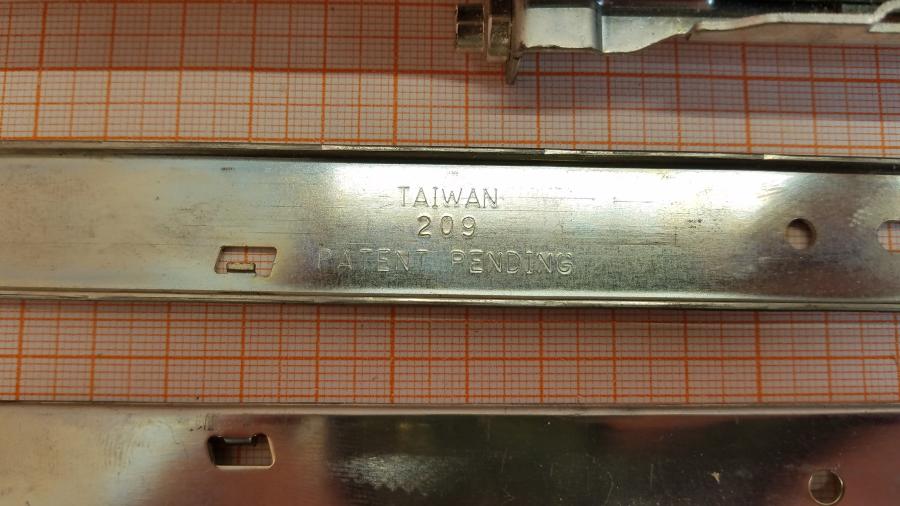 TAIWAN
209
PATENT PENDING